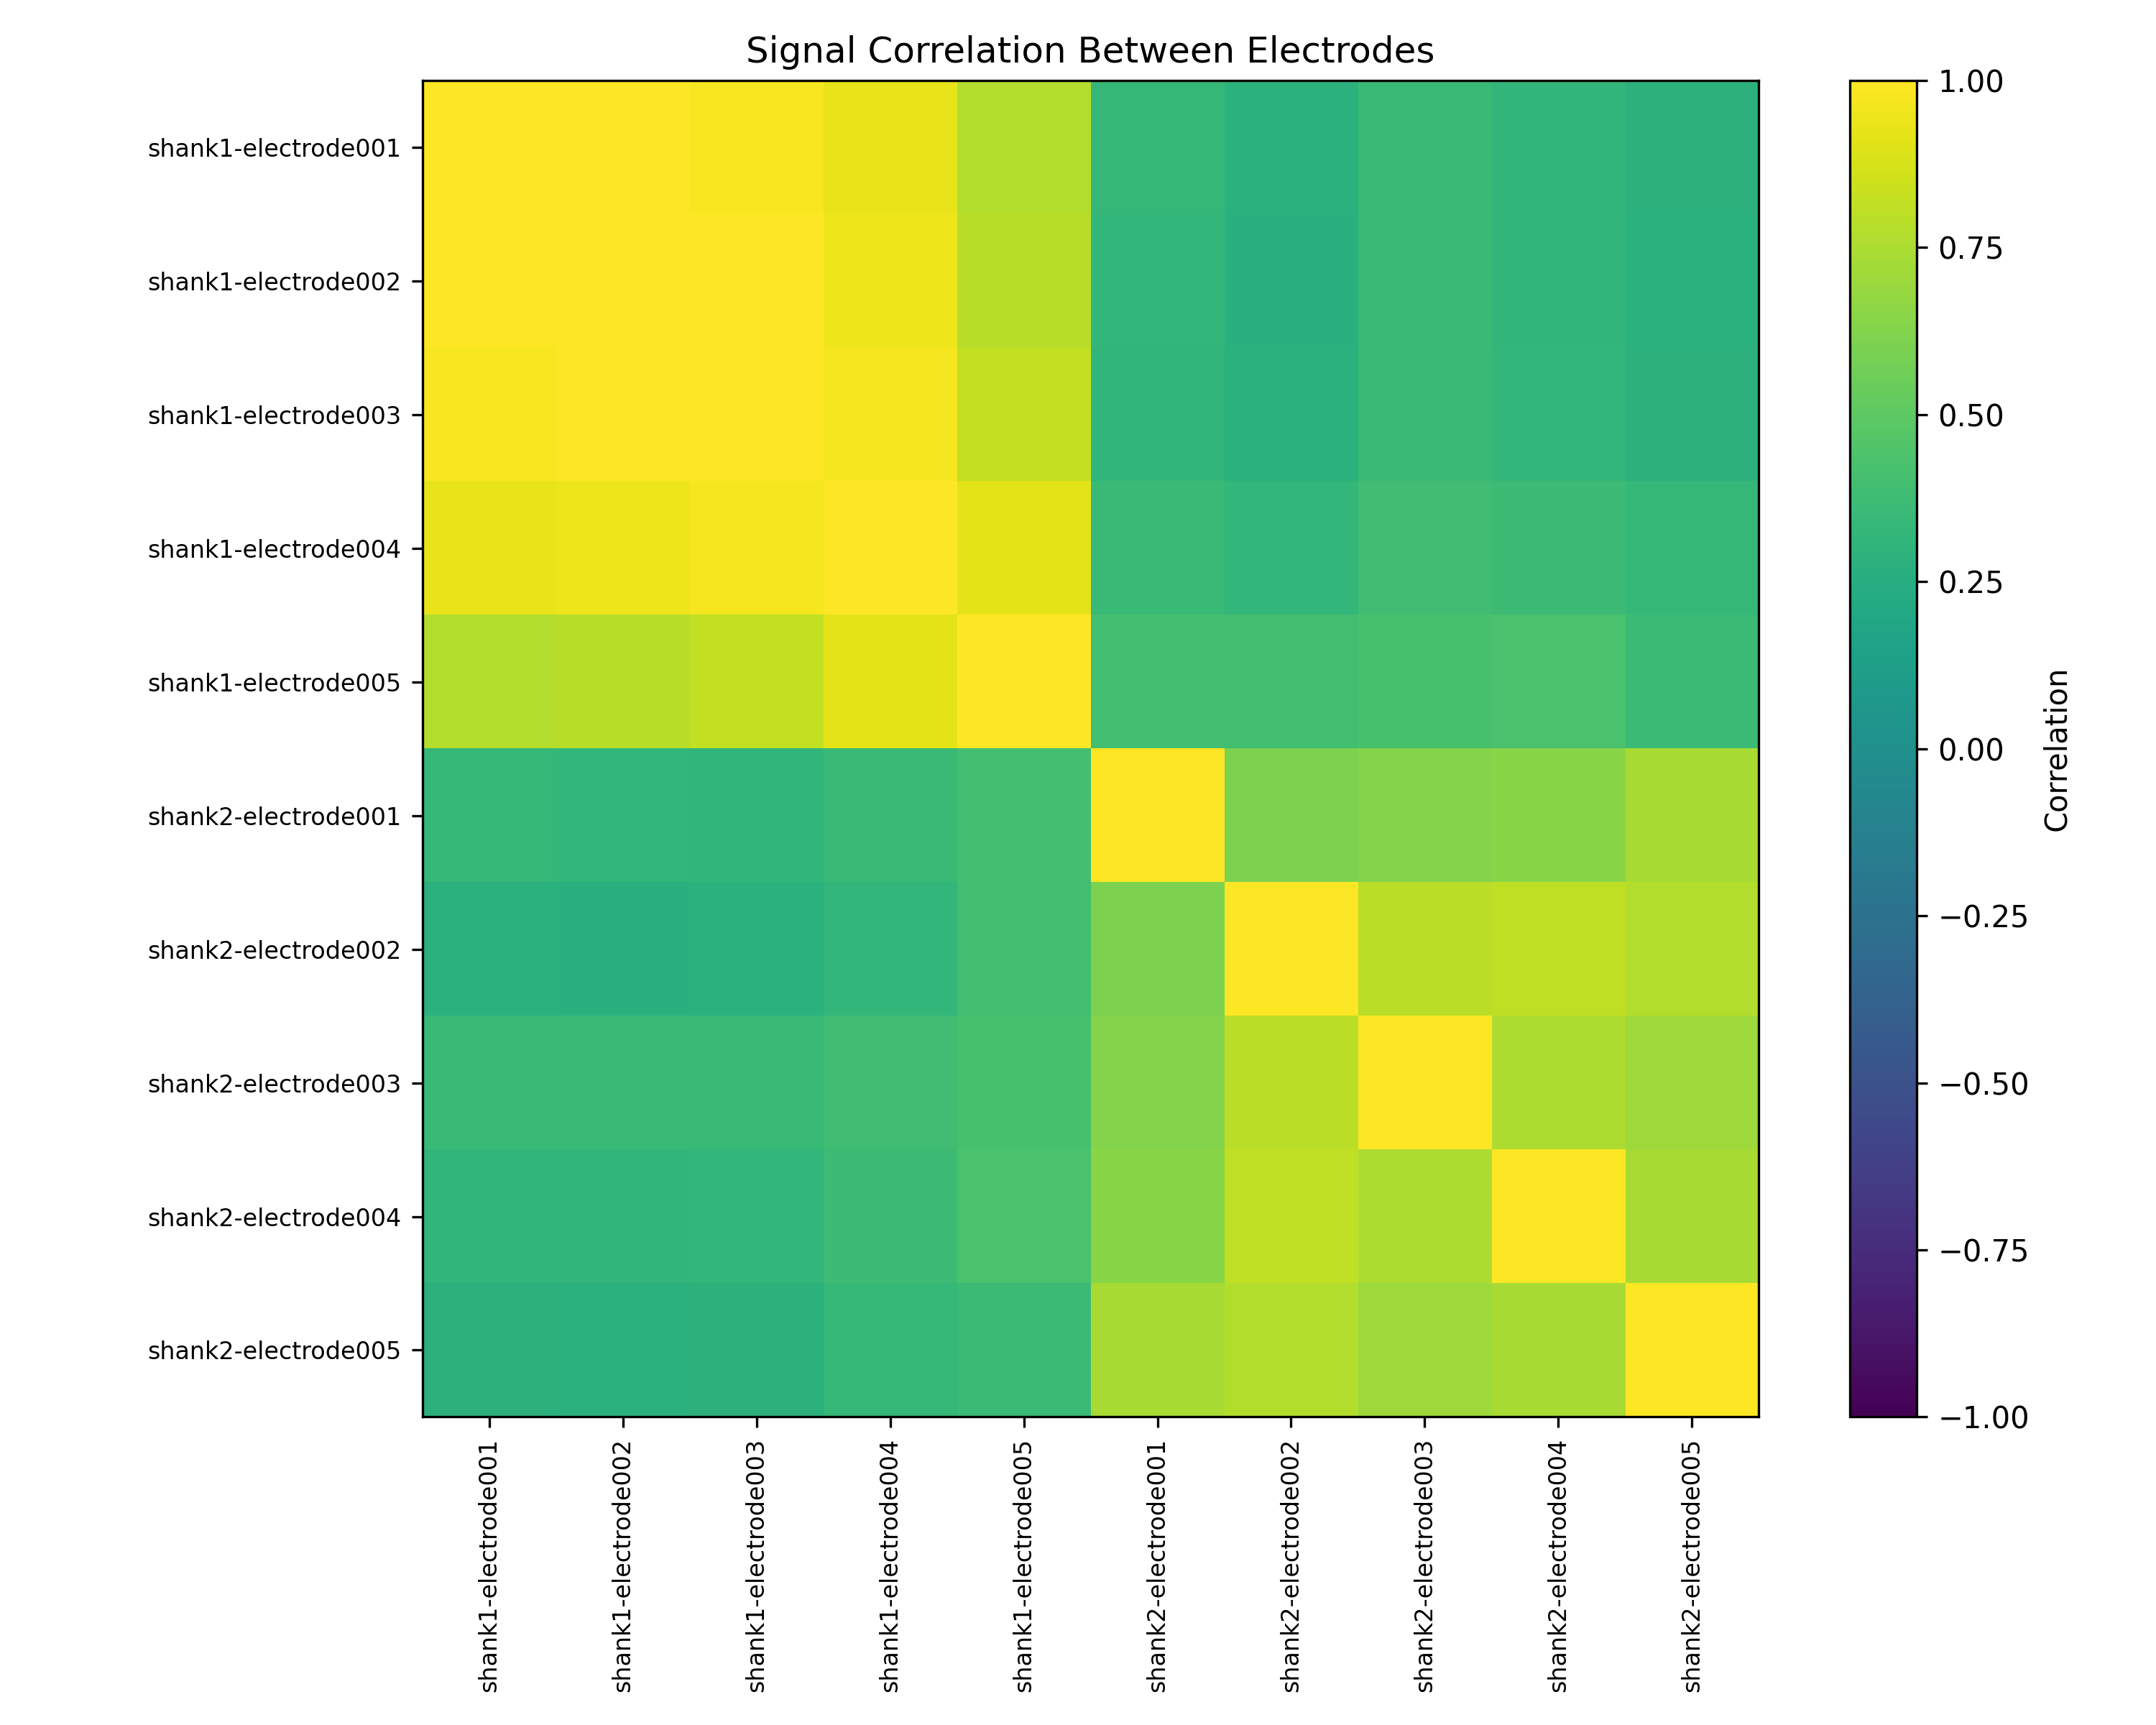 Signal Correlation Between Electrodes
shank1-electrode001
shank1-electrode002
shank1-electrode003
shank1-electrode004
shank1-electrode005
shank2-electrode001
shank2-electrode002
shank2-electrode003
shank2-electrode004
shank2-electrode005
shank1-electrode001
shank1-electrode002
shank1-electrode003
shank1-electrode004
shank1-electrode005
shank2-electrode001
shank2-electrode002
shank2-electrode003
shank2-electrode004
shank2-electrode005
1.00
0.75
0.50
0.25
0.00
−0.25
−0.50
−0.75
−1.00
Correlation